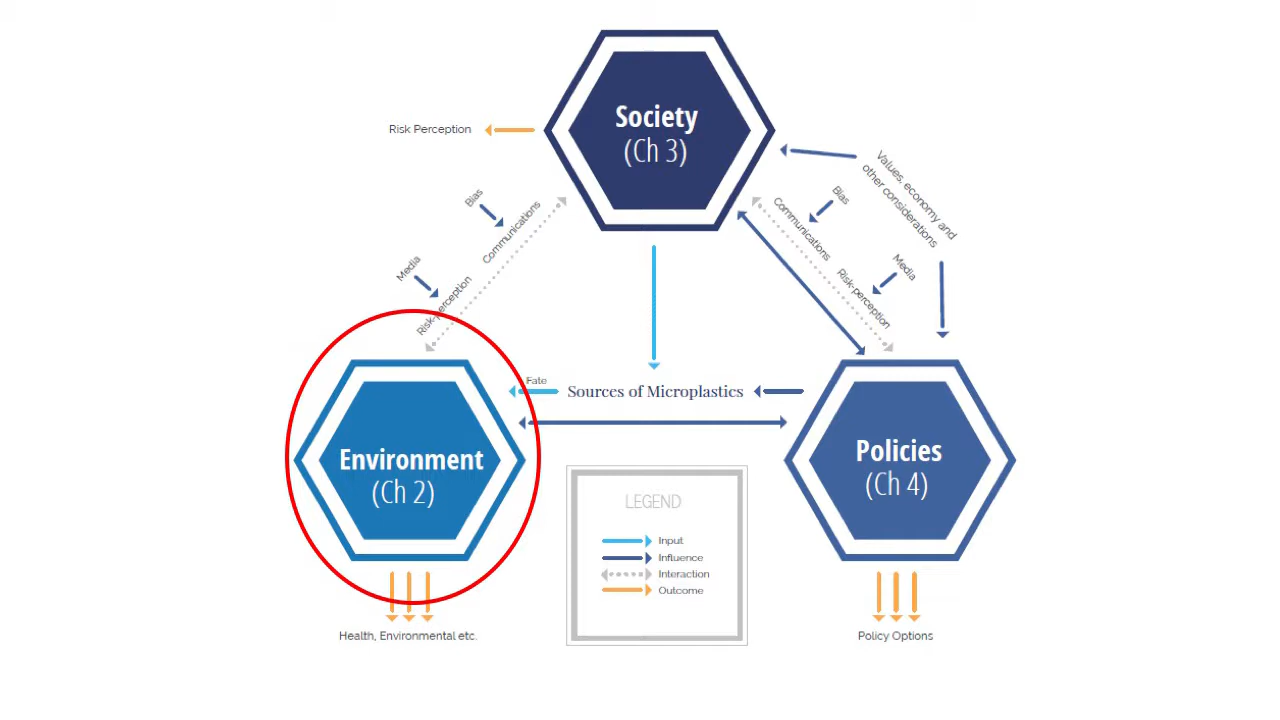 Society
(Ch 3)
Risk Perception
Values, economy and
other considerations
Bias
Communications
Media
Risk-perception
Bias
Communications
Media
Risk-perception
Fate
Sources of Microplastics
Environment
(Ch 2)
Policies
(Ch 4)
LEGEND
Input
Influence
Interaction
Outcome
Health, Environmental etc.
Policy Options